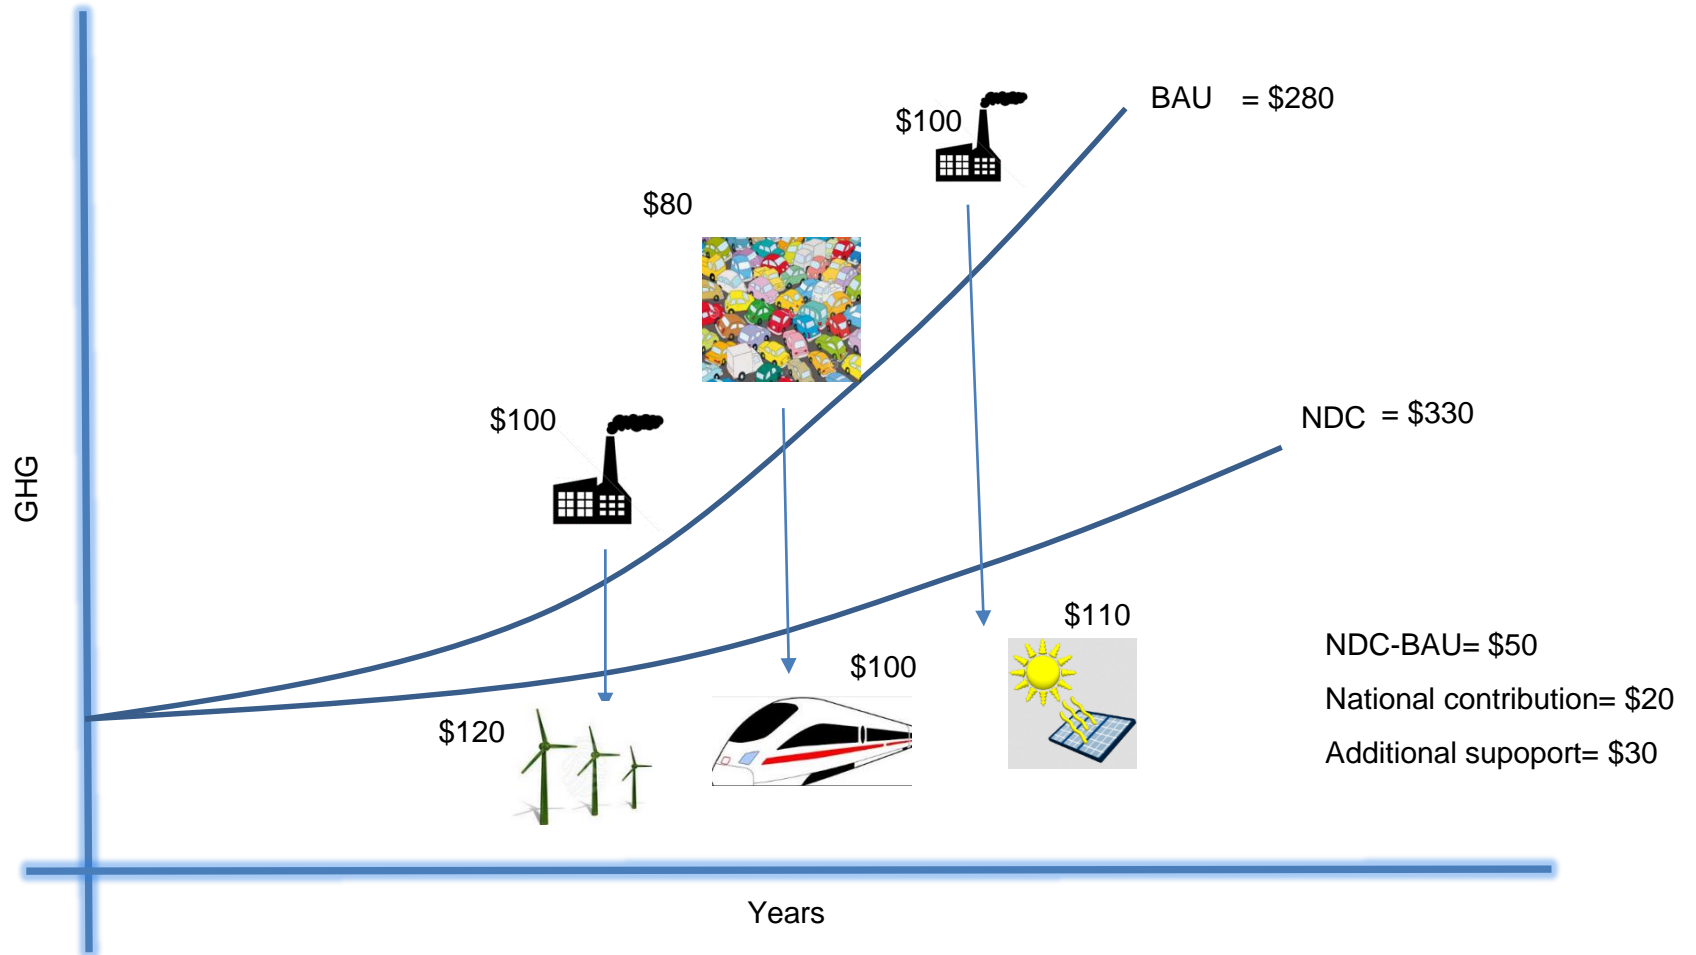 BAU = $280
$100
$80
$100
NDC = $330
GHG
$110
$100
$120
NDC-BAU= $50
National contribution= $20
Additional supoport= $30
Years